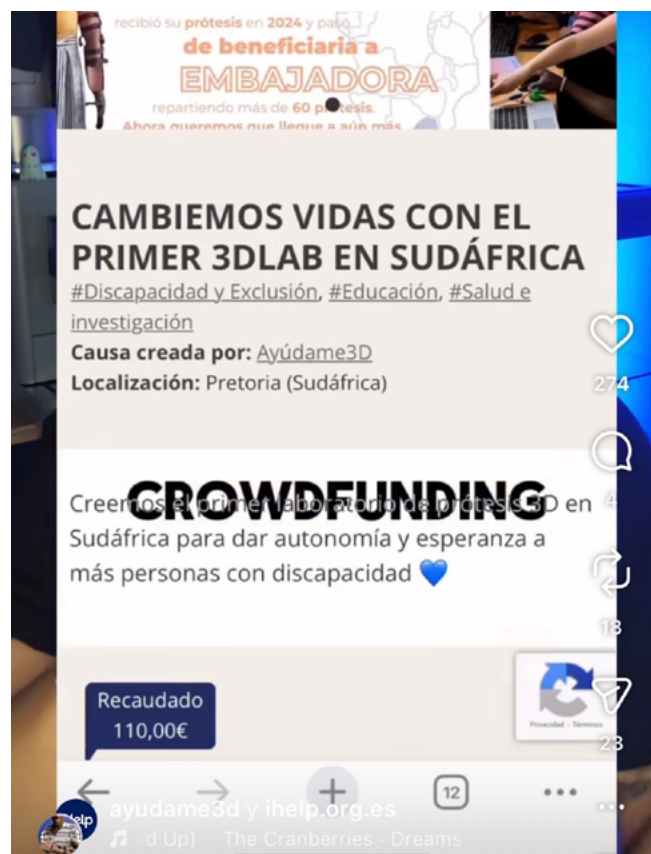 recibió su prótesis en 2024 y pasó
de beneficiaria a
EMBAJADORA
repartiendo más de 60 prótesis.
Ahora queremos que llegue a aún más
CAMBIEMOS VIDAS CON EL
PRIMER 3DLAB EN SUDÁFRICA
#Discapacidad y Exclusión, #Educación, #Salud e
investigación
Causa creada por: Ayúdame3D
Localización: Pretoria (Sudáfrica)
274
CROWDFUNDING
Creemos el primer laboratorio de prótesis 3D en
Sudáfrica para dar autonomía y esperanza a
más personas con discapacidad 💙
4
18
Recaudado
110,00€
Privacidad - Términos
23
12
iHelp
ayudame3d y ihelp.org.es
d Up) The Cranberries · Dreams